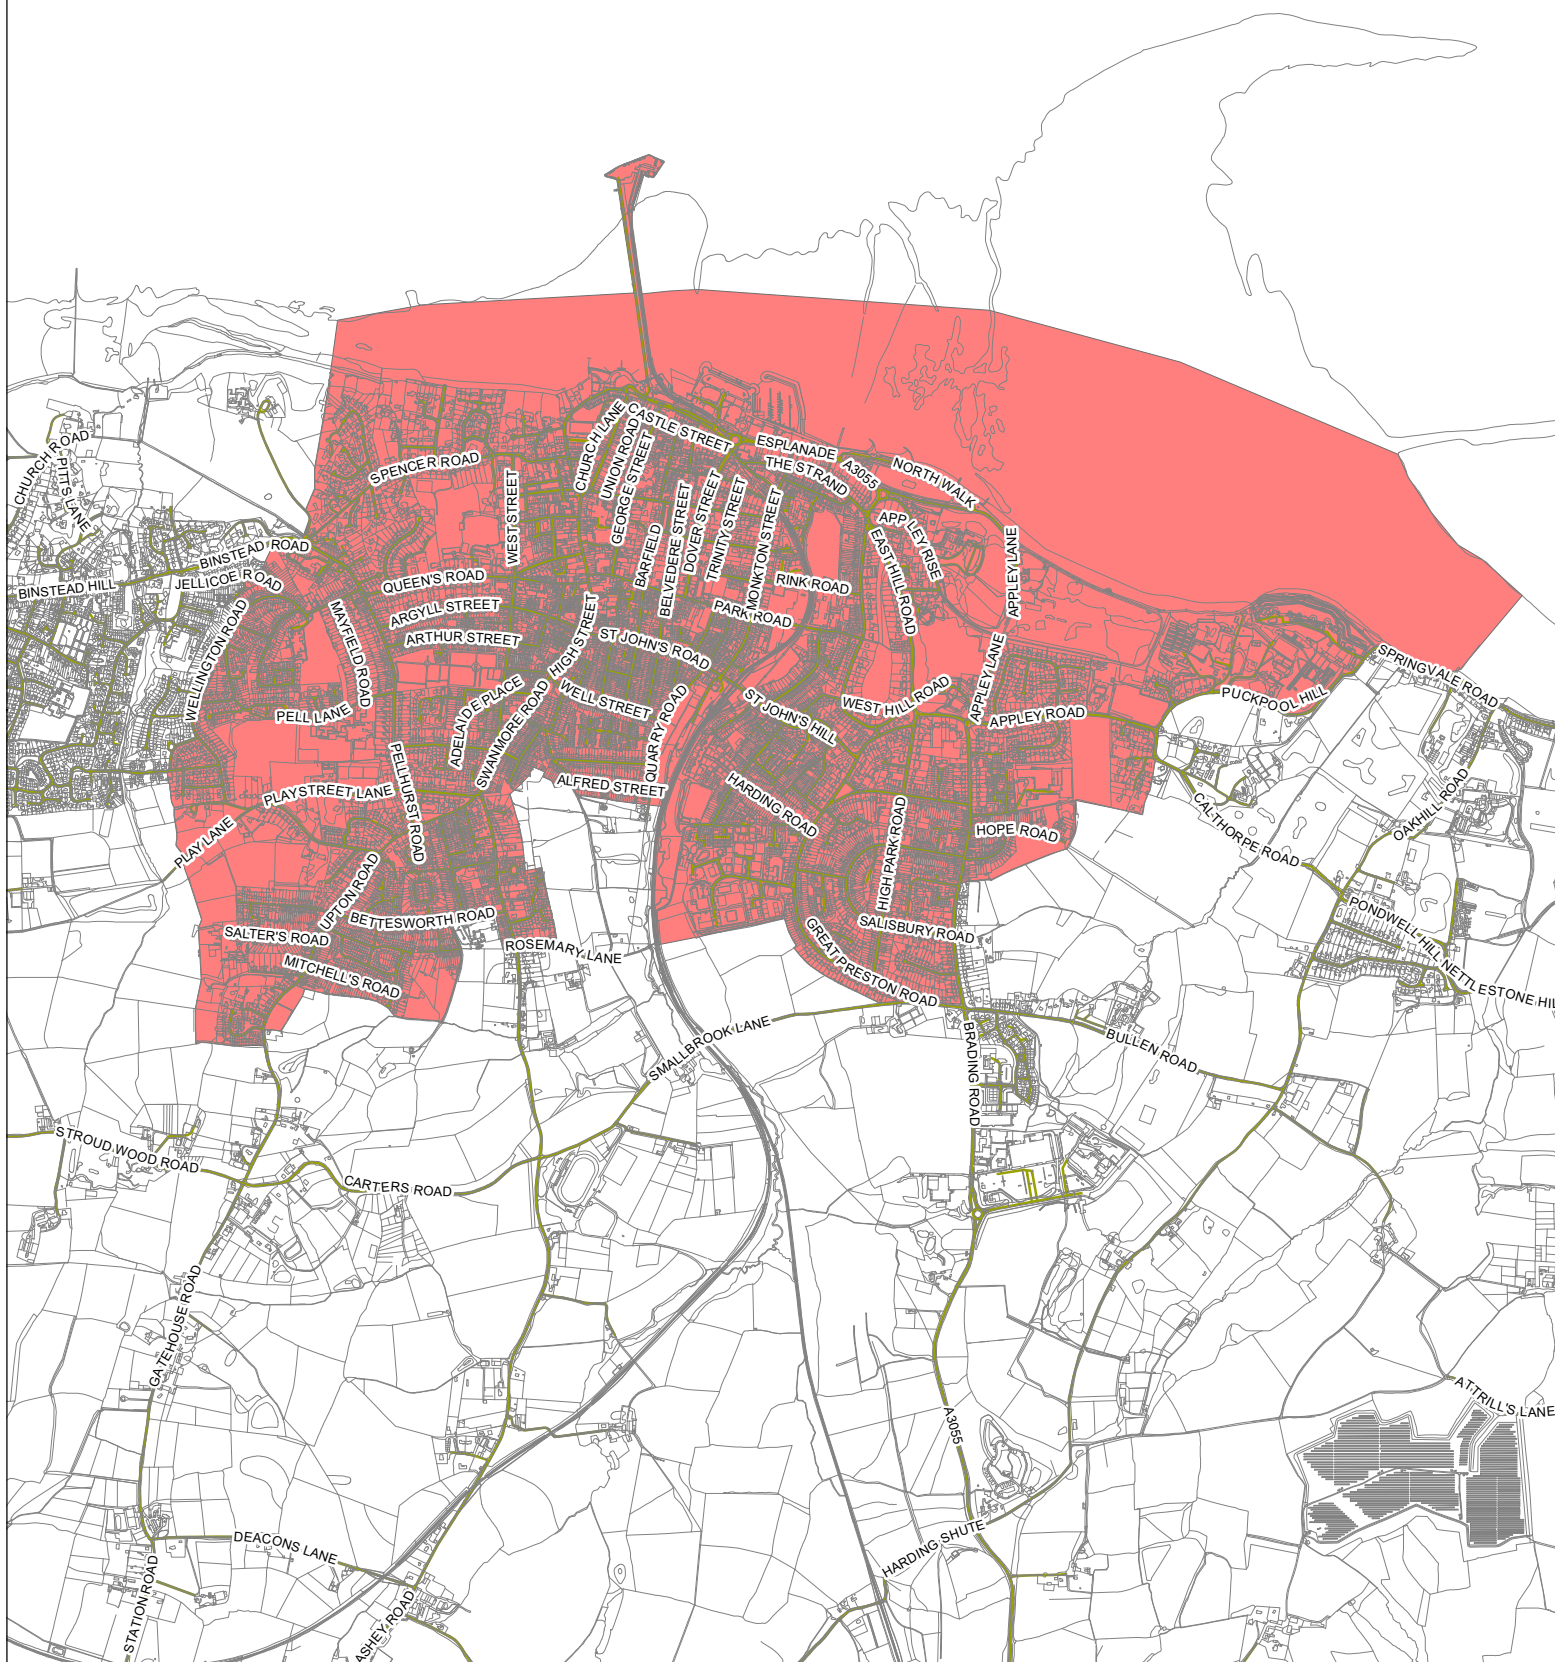 CHURCH ROAD
PITTS LANE
BINSTEAD HILL
BINSTEAD ROAD
JELLICOE ROAD
WELLINGTON ROAD
SPENCER ROAD
WEST STREET
CHURCH LANE
UNION ROAD
GEORGE STREET
CASTLE STREET
ESPLANADE
THE STRAND
A3055
NORTH WALK
APPLEY RISE
EAST HILL ROAD
APPLEY LANE
QUEEN'S ROAD
ARGYLL STREET
ARTHUR STREET
BARFIELD
BELVEDERE STREET
DOVER STREET
TRINITY STREET
MONKTON STREET
RINK ROAD
PARK ROAD
MAYFIELD ROAD
HIGH STREET
ST JOHN'S ROAD
WELL STREET
ADELAIDE PLACE
SWANMORE ROAD
QUARRY ROAD
ST JOHN'S HILL
WEST HILL ROAD
APPLEY LANE
APPLEY ROAD
PUCKPOOL HILL
SPRINGVALE ROAD
PELL LANE
PELLHURST ROAD
PLAYSTREET LANE
PLAY LANE
ALFRED STREET
HARDING ROAD
HIGH PARK ROAD
HOPE ROAD
CALTHORPE ROAD
OAKHILL ROAD
UPTON ROAD
BETTESWORTH ROAD
SALTER'S ROAD
MITCHELL'S ROAD
ROSEMARY LANE
SALISBURY ROAD
GREAT PRESTON ROAD
PONDWELL HILL
NETTLESTONE HIL
SMALLBROOK LANE
BRADING ROAD
BULLEN ROAD
STROUD WOOD ROAD
CARTERS ROAD
GATEHOUSE ROAD
A3055
ATTRILL'S LANE
HARDING SHUTE
DEACONS LANE
STATION ROAD
ASHEY ROAD